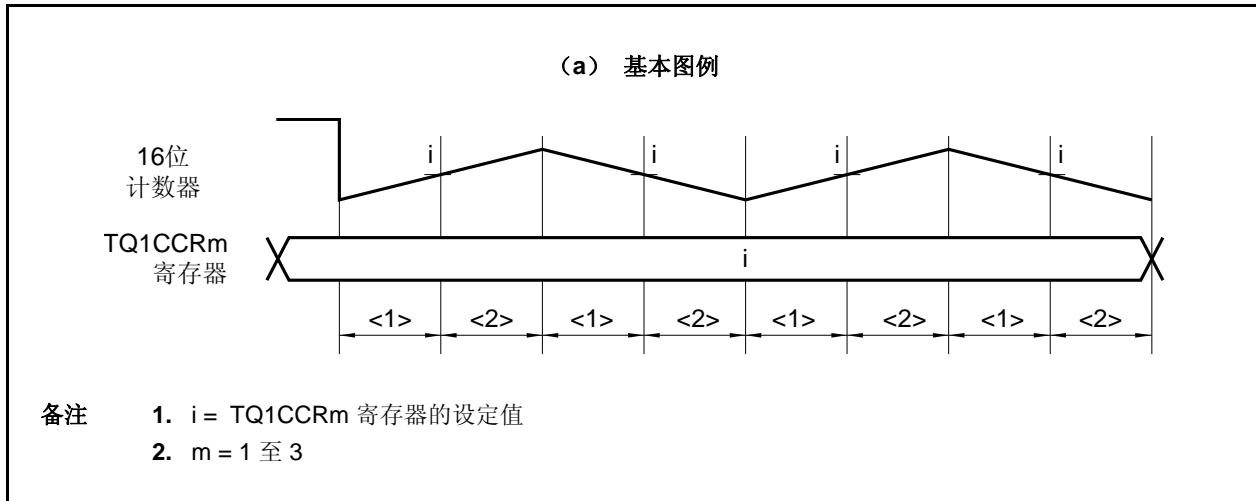 （a） 基本图例
16位
计数器
i i i i
TQ1CCRm
寄存器
i
<1> <2> <1> <2> <1> <2> <1> <2>
备注 1. i = TQ1CCRm 寄存器的设定值
2. m = 1 至 3